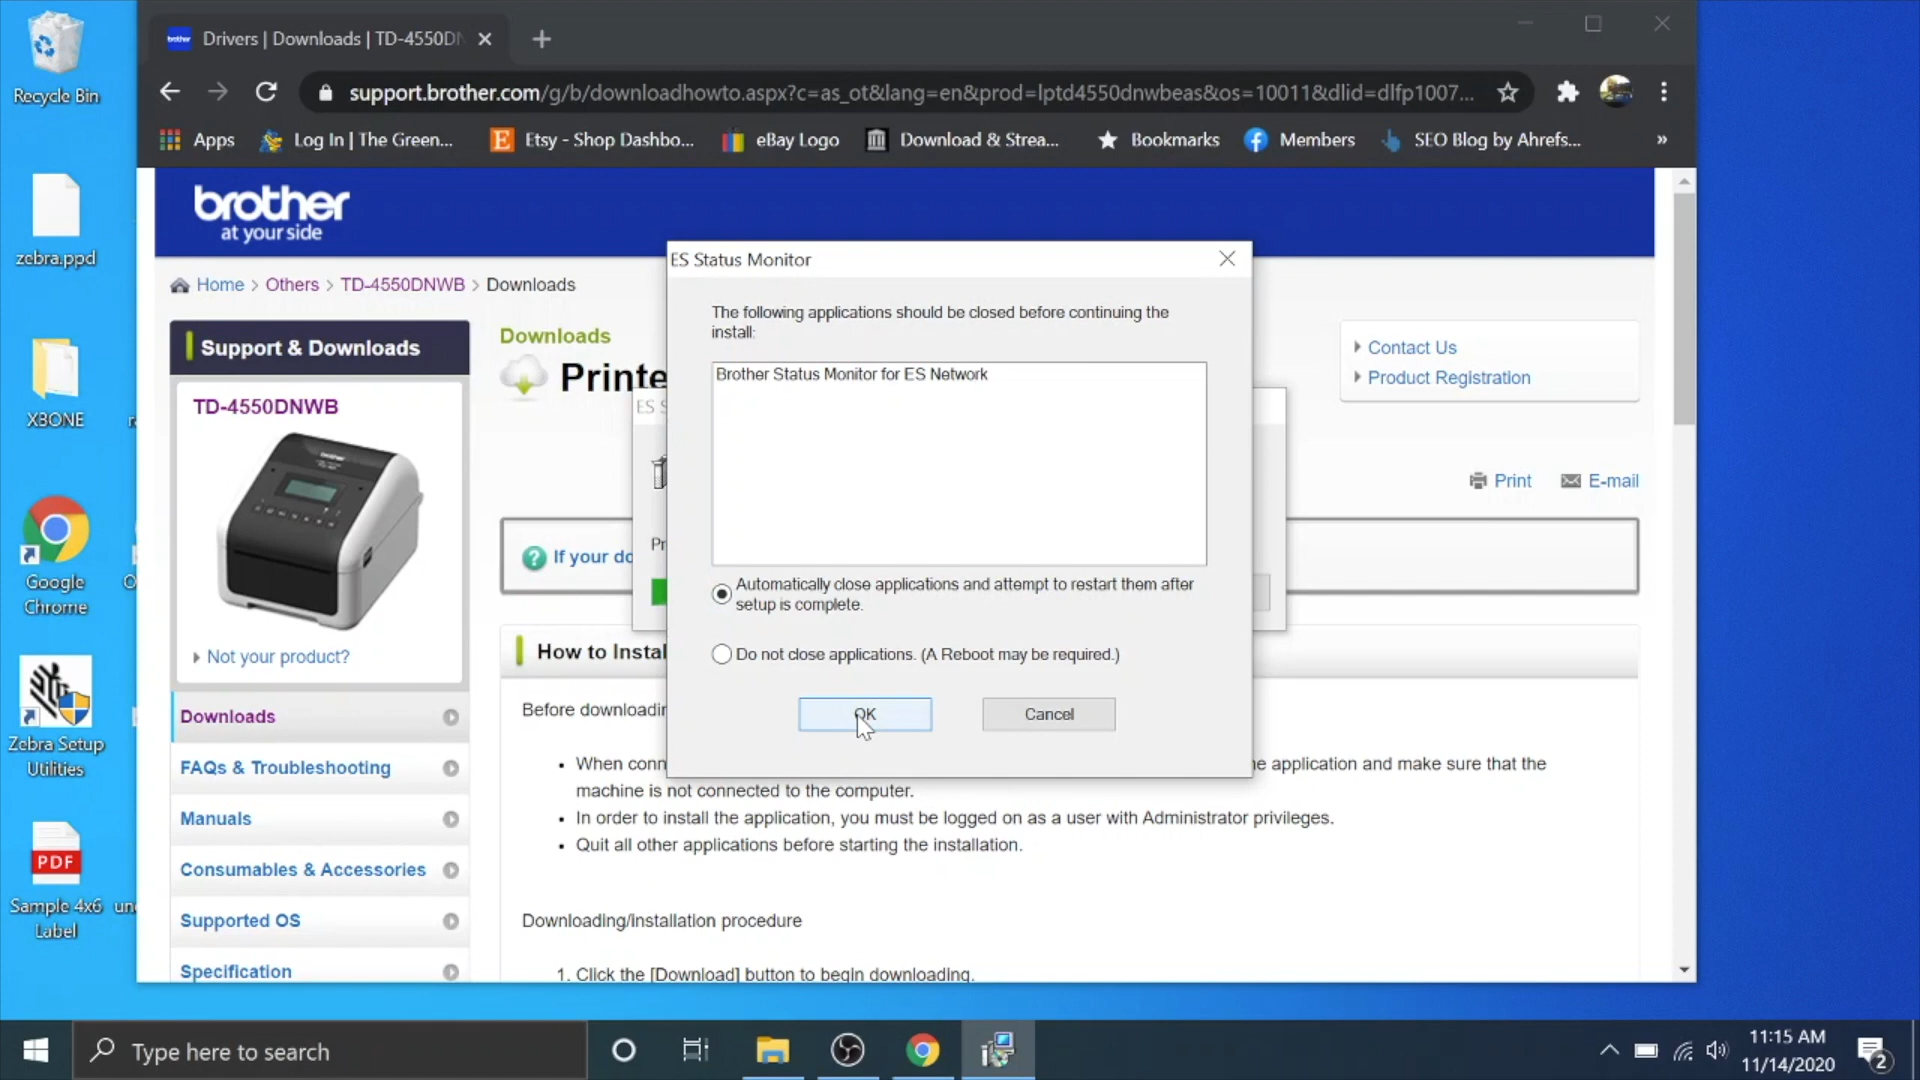 Recycle Bin
zebra.ppd
XBONE
Google
Chrome
Zebra Setup
Utilities
PDF
Sample 4x6
Label
brother
Drivers | Downloads | TD-4550DN
support.brother.com/g/b/downloadhowto.aspx?c=as_ot&lang=en&prod=lptd4550dnwbeas&os=10011&dlid=dlfp1007...
Apps
Log In | The Green...
E
Etsy - Shop Dashbo...
eBay Logo
Download & Strea...
Bookmarks
Members
SEO Blog by Ahrefs...
»
brother
at your side
Home > Others > TD-4550DNWB > Downloads
Support & Downloads
TD-4550DNWB
Not your product?
Downloads
FAQs & Troubleshooting
Manuals
Consumables & Accessories
Supported OS
Specification
Downloads
Printe
Contact Us
Product Registration
Print
E-mail
? If your do
How to Instal
Before downloadin
When conn
he application and make sure that the
machine is not connected to the computer.
In order to install the application, you must be logged on as a user with Administrator privileges.
Quit all other applications before starting the installation.
Downloading/installation procedure
1. Click the [Download] button to begin downloading.
ES S
Pr
ES Status Monitor
The following applications should be closed before continuing the
install:
Brother Status Monitor for ES Network
Automatically close applications and attempt to restart them after
setup is complete.
Do not close applications. (A Reboot may be required.)
OK
Cancel
Type here to search
11:15 AM
11/14/2020
2